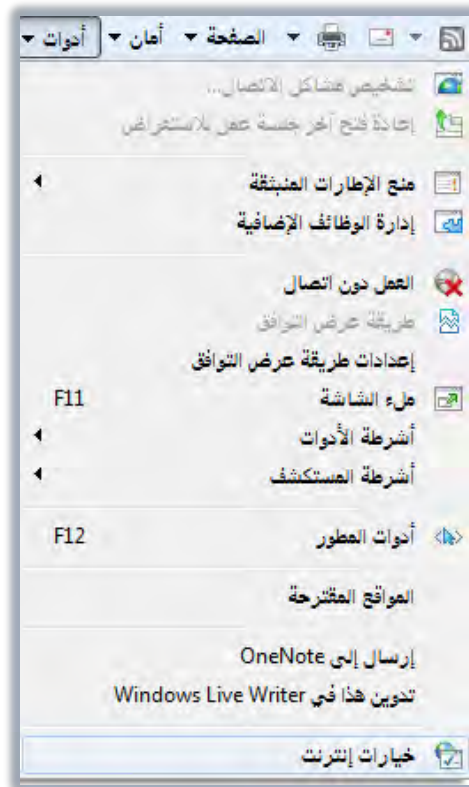 الصفحة أمان أدوات
تشخيص مشاكل الاتصال...
إعادة فتح آخر جلسة عمل للاستعراض
منع الإطارات المنبثقة
إدارة الوظائف الإضافية
العمل دون اتصال
طريقة عرض التوافق
إعدادات طريقة عرض التوافق
ملء الشاشة F11
أشرطة الأدوات
أشرطة المستكشف
أدوات المطور F12
المواقع المقترحة
إرسال إلى OneNote
تدوين هذا في Windows Live Writer
خيارات إنترنت